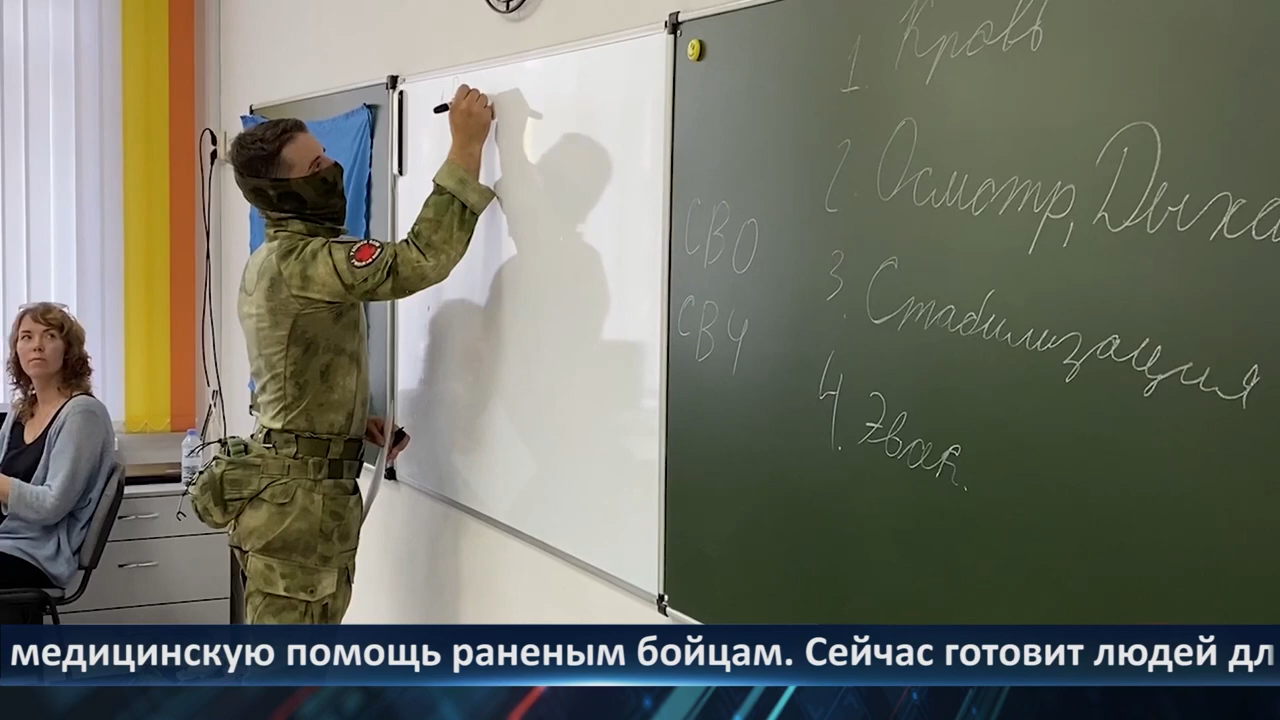 1. Кровь
2. Осмотр, Дыха
СВО
3. Стабилизация
СВЧ
4. Эвак.
медицинскую помощь раненым бойцам. Сейчас готовит людей дл